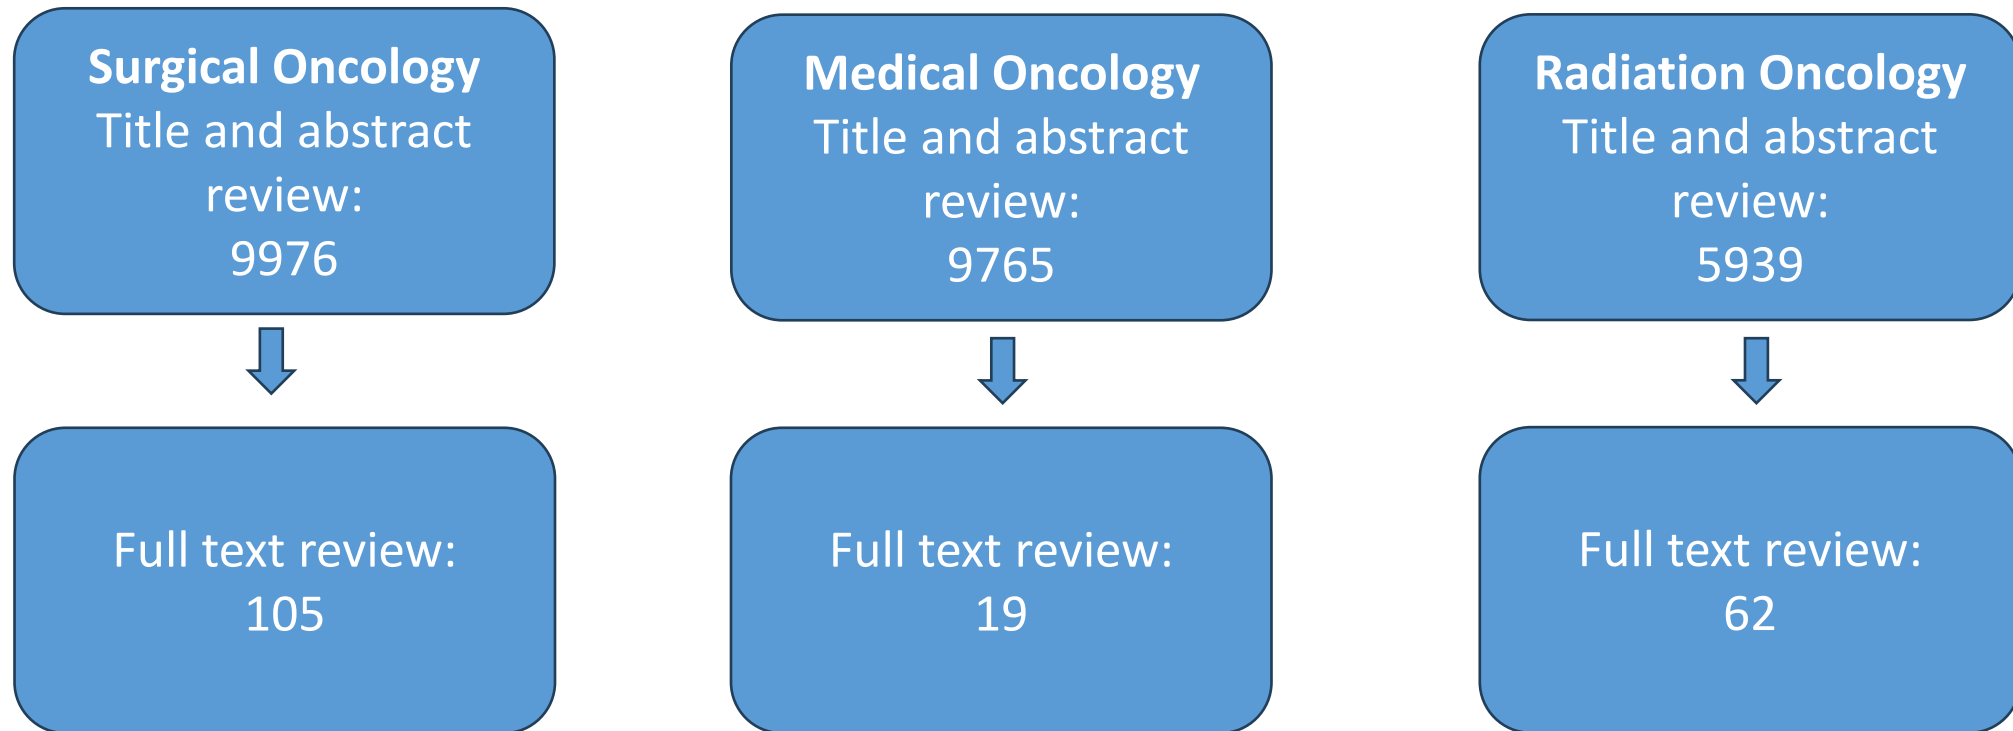 Surgical Oncology
Title and abstract
review:
9976
Medical Oncology
Title and abstract
review:
9765
Radiation Oncology
Title and abstract
review:
5939
Full text review:
105
Full text review:
19
Full text review:
62